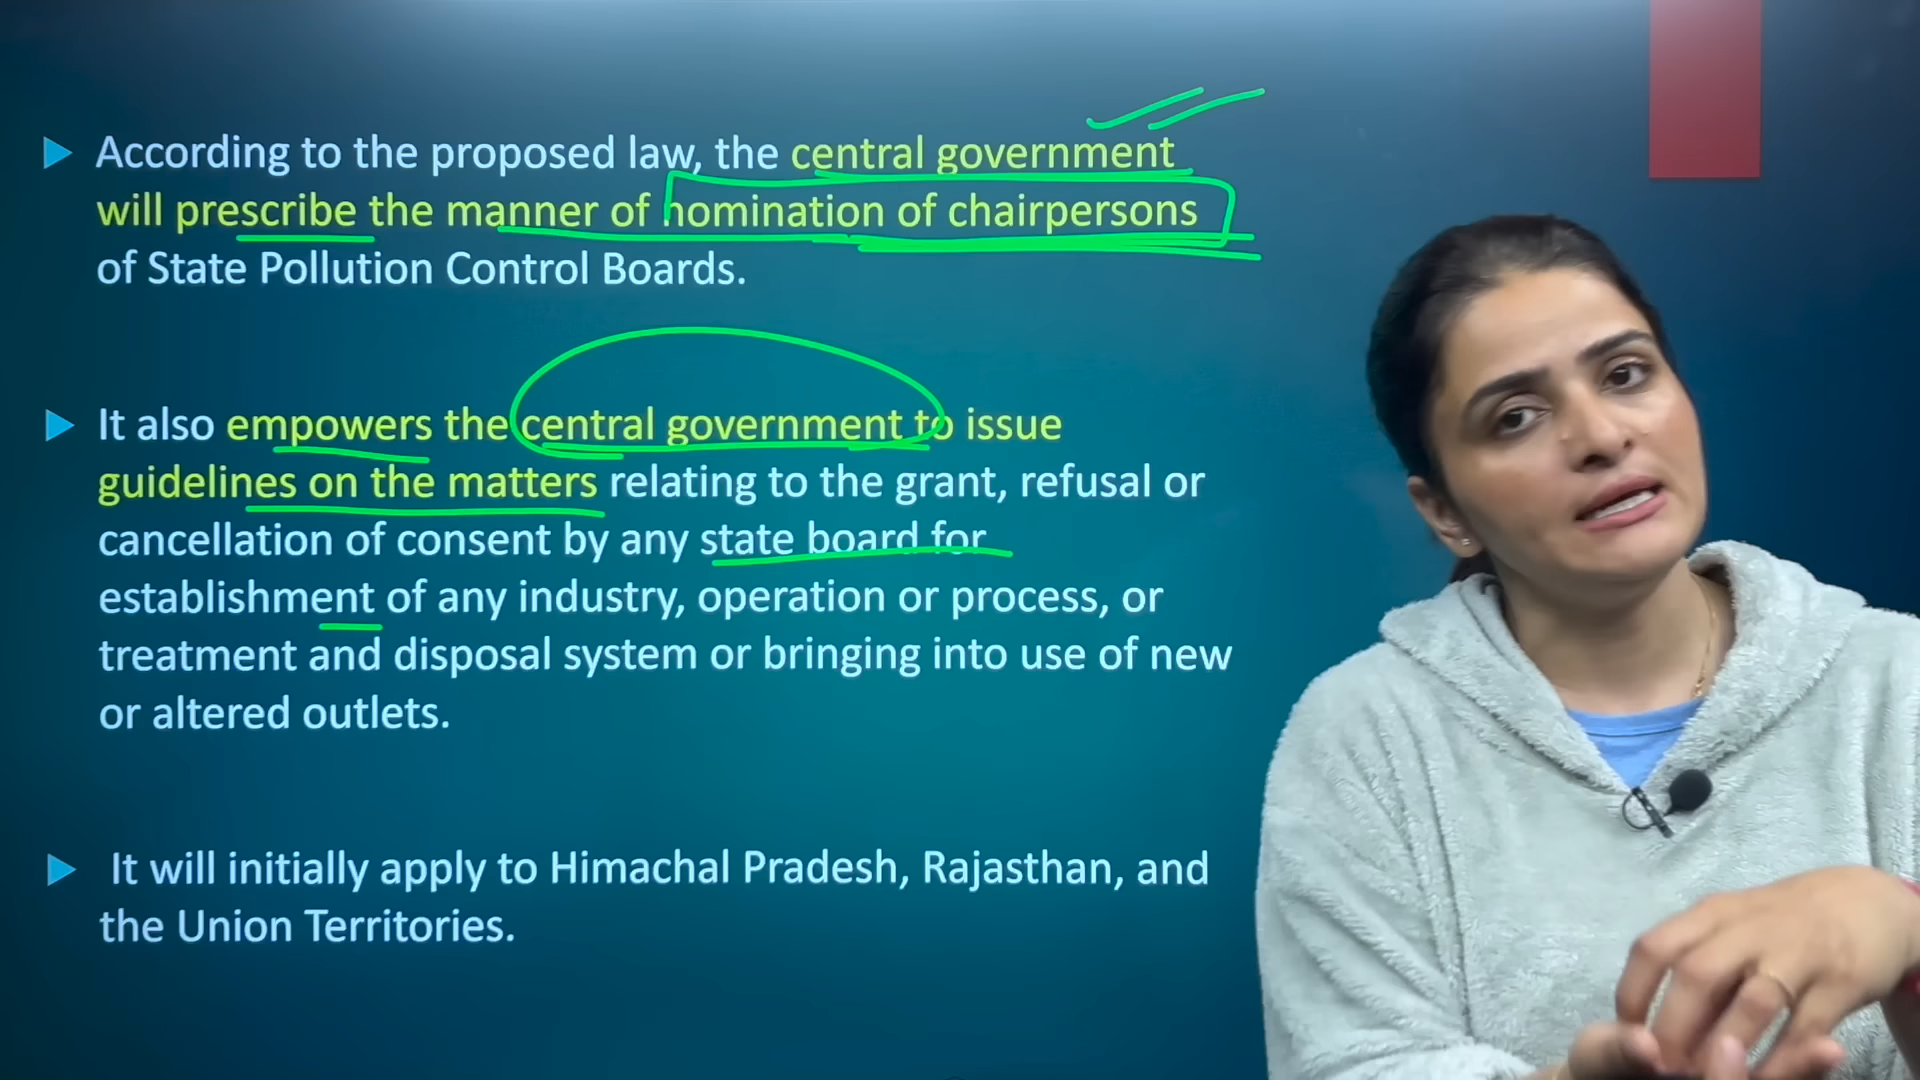 According to the proposed law, the central government
will prescribe the manner of nomination of chairpersons
of State Pollution Control Boards.
It also empowers the central government to issue
guidelines on the matters relating to the grant, refusal or
cancellation of consent by any state board for
establishment of any industry, operation or process, or
treatment and disposal system or bringing into use of new
or altered outlets.
It will initially apply to Himachal Pradesh, Rajasthan, and
the Union Territories.